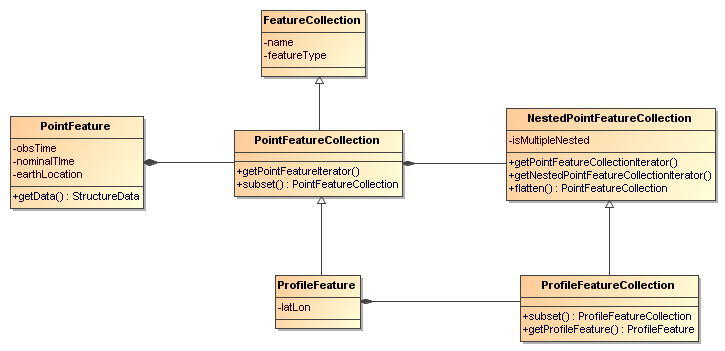 FeatureCollection
-name
-featureType
PointFeature
-obsTime
-nominalTIme
-earthLocation
+getData() : StructureData
PointFeatureCollection
+getPointFeatureIterator()
+subset() : PointFeatureCollection
NestedPointFeatureCollection
-isMultipleNested
+getPointFeatureCollectionIterator()
+getNestedPointFeatureCollectionIterator()
+flatten() : PointFeatureCollection
ProfileFeature
-latLon
ProfileFeatureCollection
+subset() : ProfileFeatureCollection
+getProfileFeature() : ProfileFeature